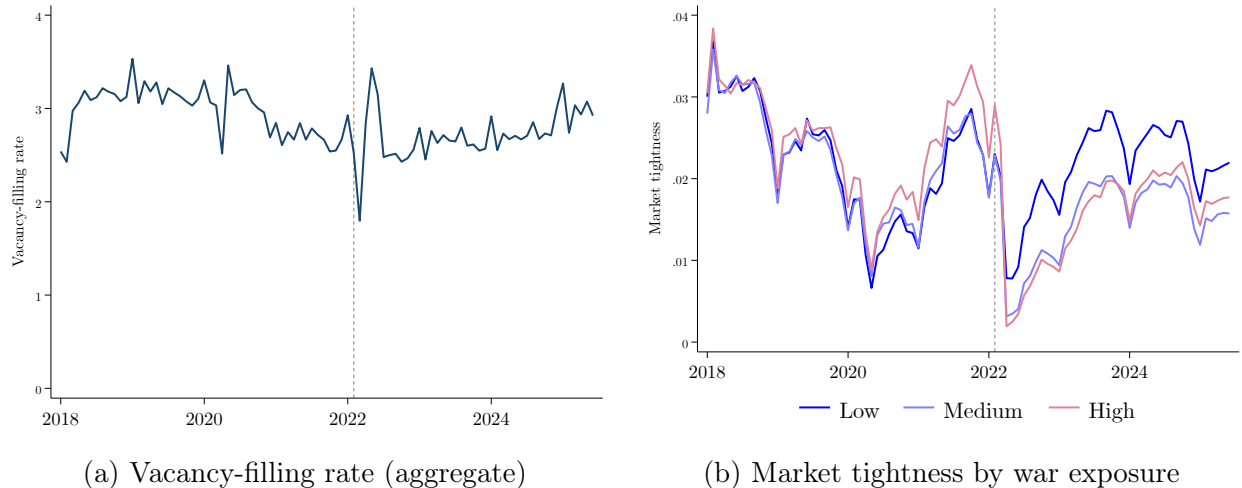 Vacancy-filling rate
4
3
2
1
0
2018 2020 2022 2024
(a) Vacancy-filling rate (aggregate)
Market tightness
.04
.03
.02
.01
0
2018 2020 2022 2024
Low Medium High
(b) Market tightness by war exposure